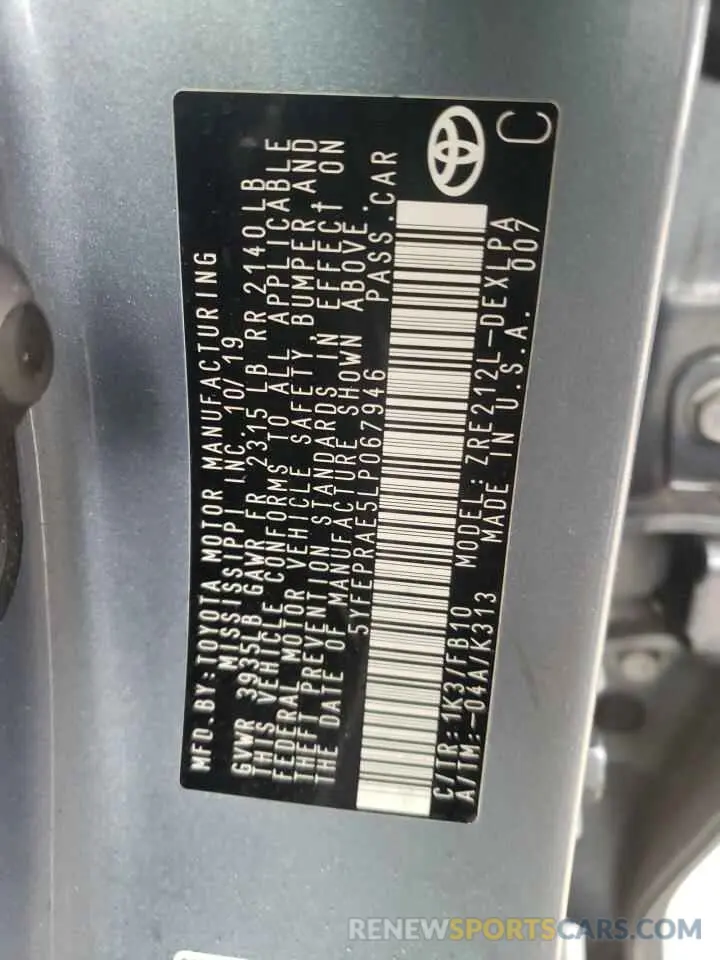 MFD.BY:TOYOTA MOTOR MANUFACTURING
MISSISSIPPI INC. 10/19
GVWR 3935LB GAWR FR 2315 LB RR 2140 LB
THIS VEHICLE CONFORMS TO ALL APPLICABLE
FEDERAL MOTOR VEHICLE SAFETY, BUMPER AND
THEFT PREVENTION STANDARDS IN EFFECT ON
THE DATE OF MANUFACTURE SHOWN ABOVE.
5YFEPRAE5LP067946 PASS.CAR
C/TR:1K3/FB10 MODEL:ZRE212L-DEXLPA
A/TM:-04A/K313 MADE IN U.S.A. 007
C
RENEWSPORTSCARS.COM